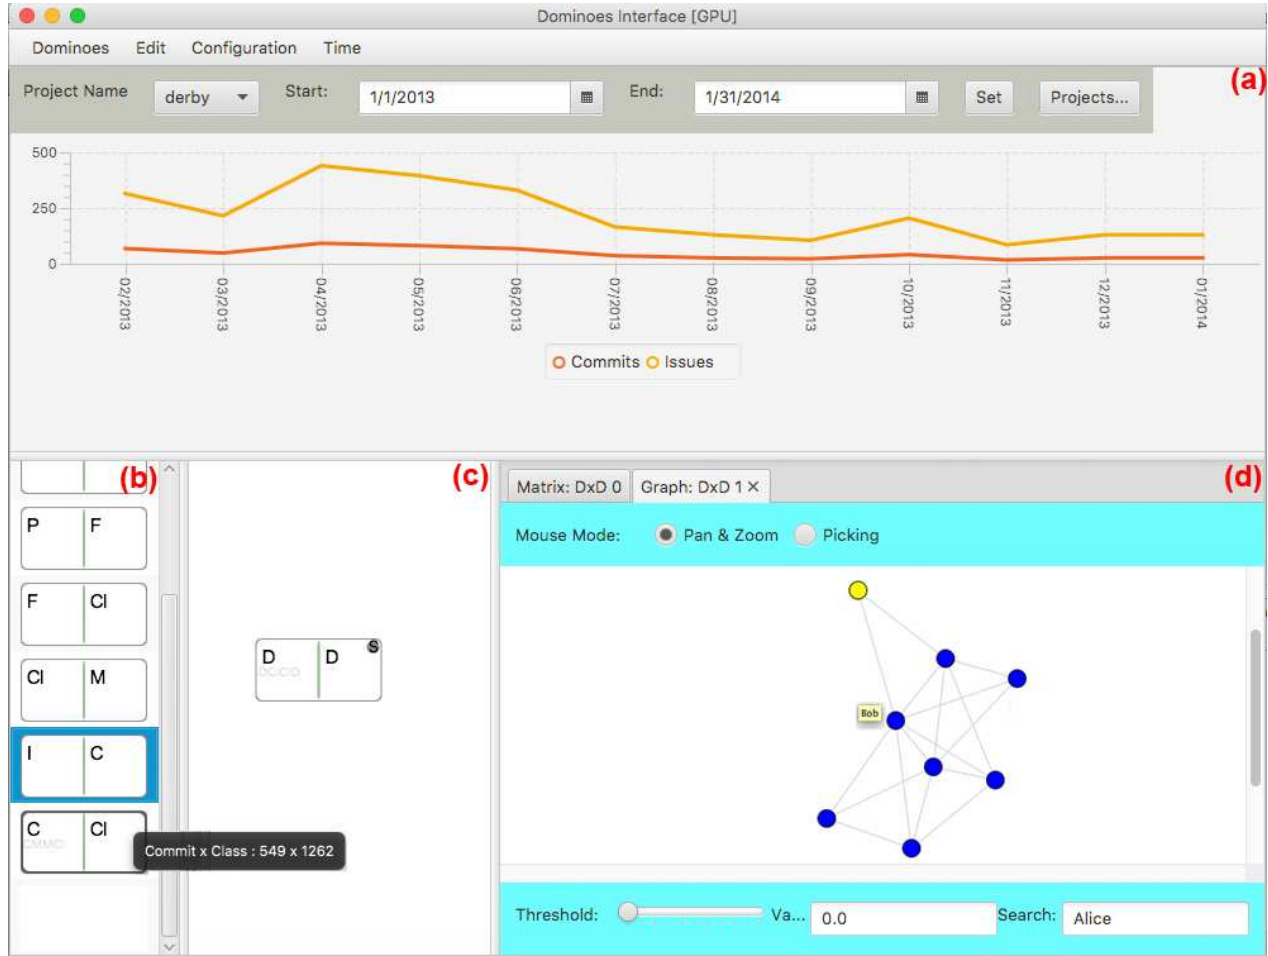 Dominoes Interface [GPU]
Dominoes Edit Configuration Time
Project Name derby Start: 1/1/2013 End: 1/31/2014 Set Projects... (a)
500
250
0
02/2013 03/2013 04/2013 05/2013 06/2013 07/2013 08/2013 09/2013 10/2013 11/2013 12/2013 01/2014
Commits Issues
(b) (c) (d)
Matrix: DxD 0 Graph: DxD 1 ×
P F
Mouse Mode: Pan & Zoom Picking
F Cl
D D S
Cl M
Bob
I C
C Cl
Commit x Class : 549 x 1262
Threshold: Va... 0.0 Search: Alice